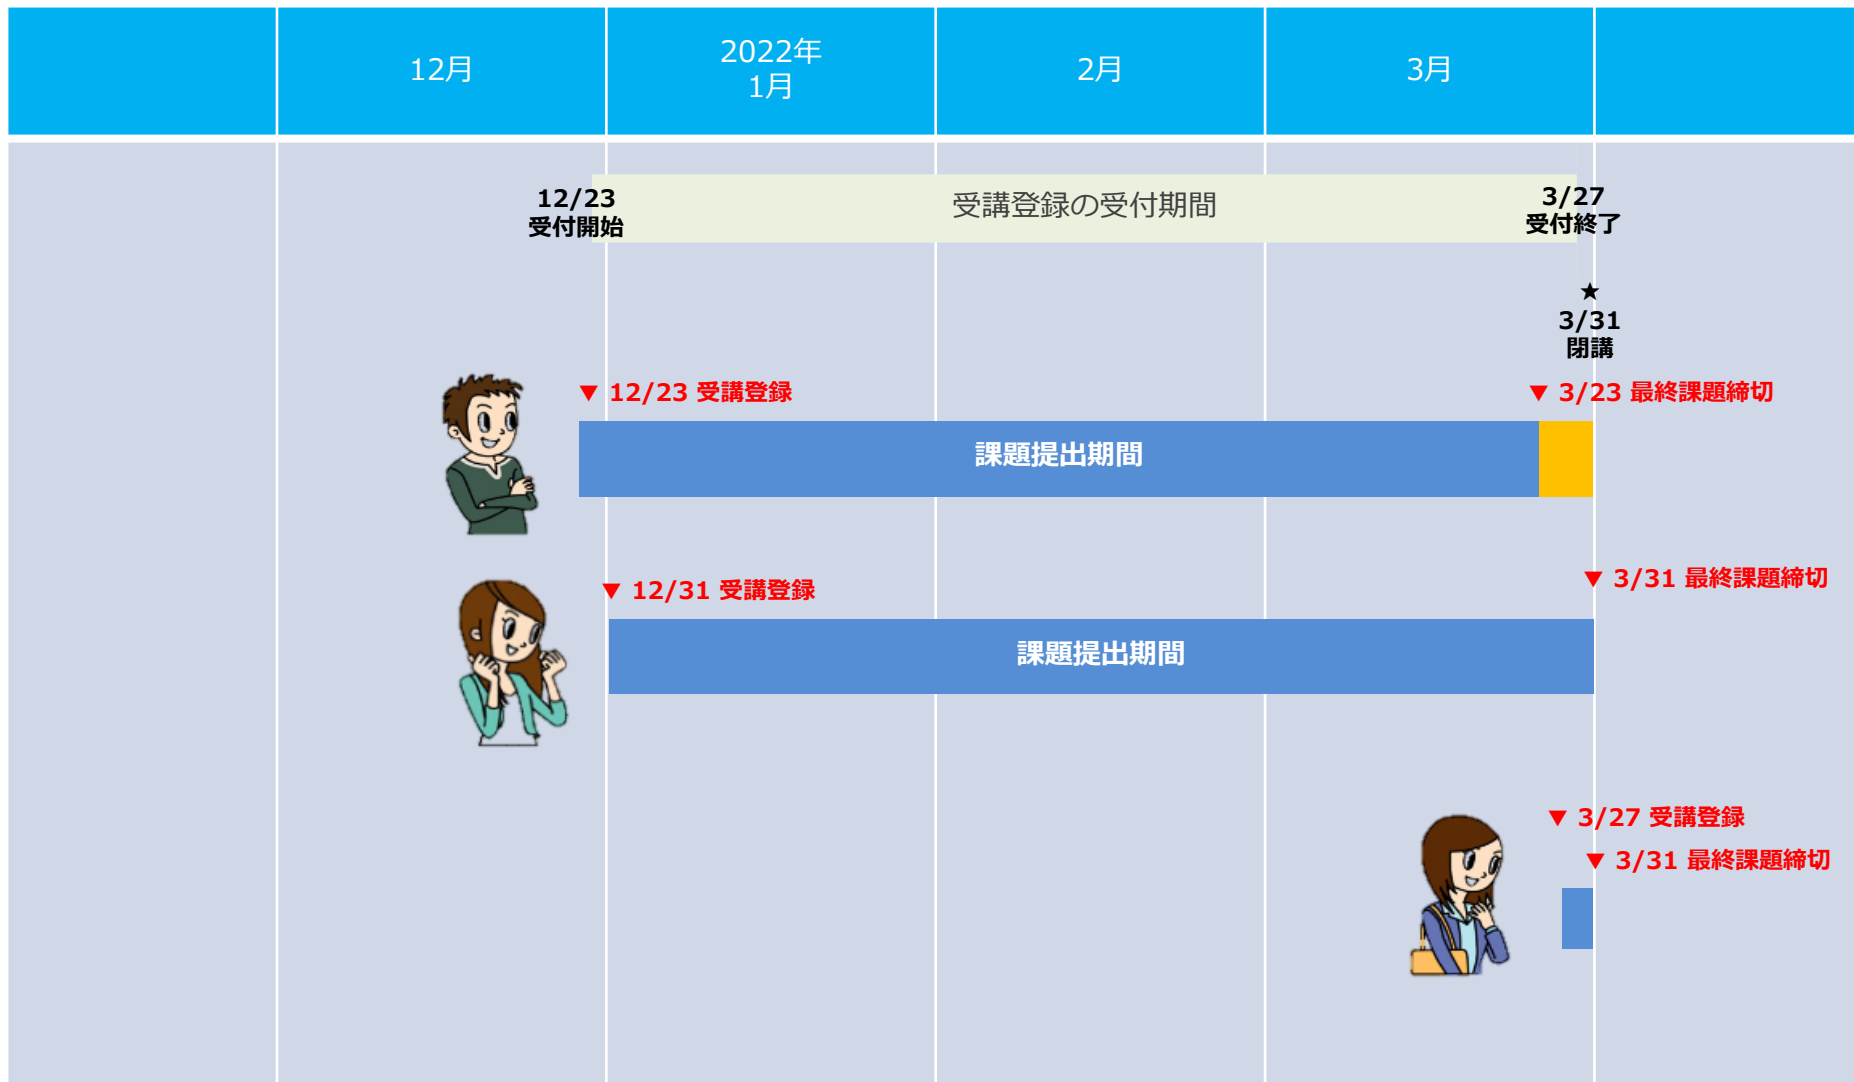 12月
2022年
1月
2月
3月
12/23
受付開始
受講登録の受付期間
3/27
受付終了
★
3/31
閉講
▼ 12/23 受講登録
▼ 3/23 最終課題締切
課題提出期間
▼ 12/31 受講登録
▼ 3/31 最終課題締切
課題提出期間
▼ 3/27 受講登録
▼ 3/31 最終課題締切